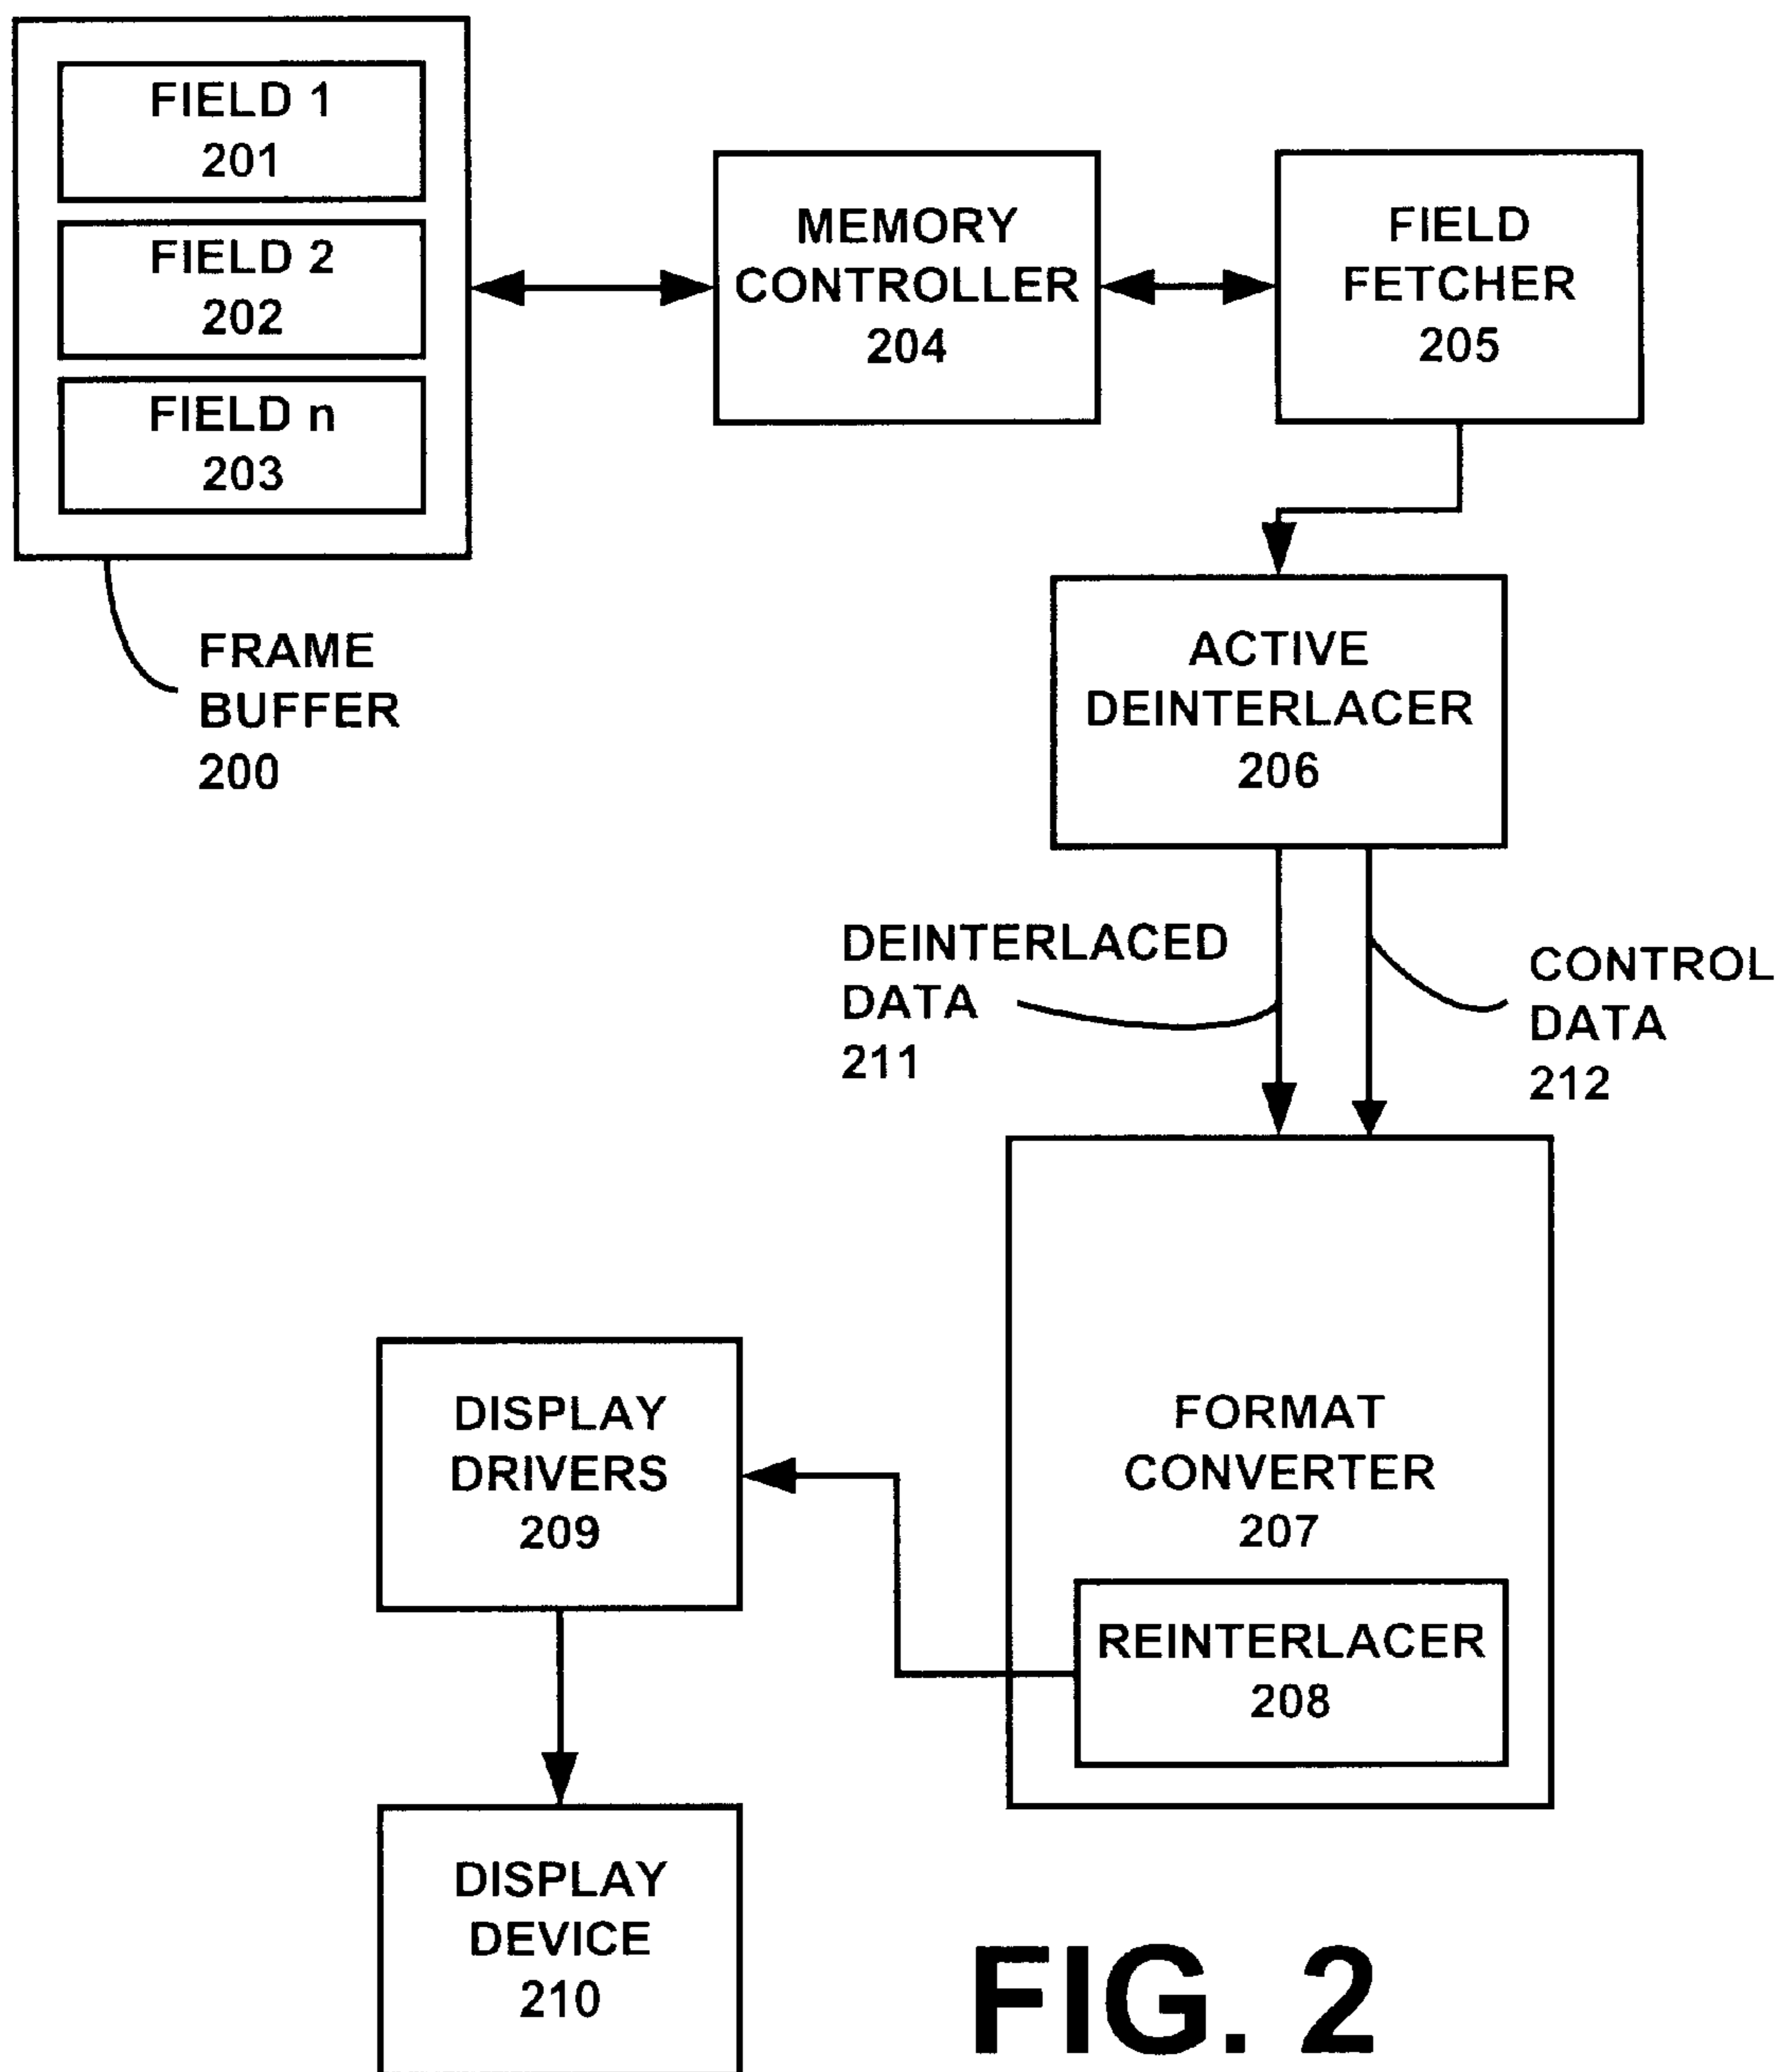 FIELD 1
201
FIELD 2
202
FIELD n
203
FRAME
BUFFER
200
MEMORY
CONTROLLER
204
FIELD
FETCHER
205
ACTIVE
DEINTERLACER
206
DEINTERLACED
DATA
211
CONTROL
DATA
212
FORMAT
CONVERTER
207
REINTERLACER
208
DISPLAY
DRIVERS
209
DISPLAY
DEVICE
210
FIG. 2